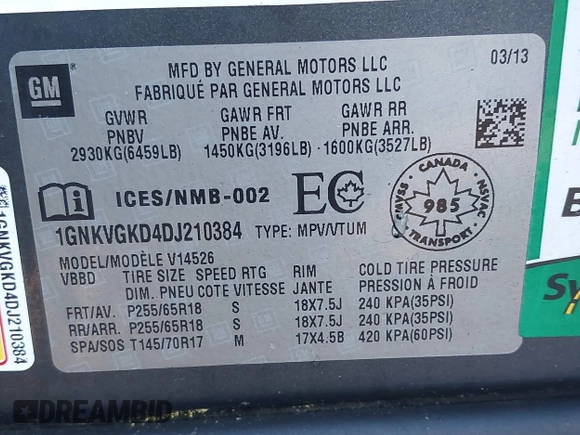 GM
MFD BY GENERAL MOTORS LLC
FABRIQUÉ PAR GENERAL MOTORS LLC
03/13
GVWR GAWR FRT GAWR RR
PNBV PNBE AV. PNBE ARR.
2930KG(6459LB) 1450KG(3196LB) 1600KG(3527LB)
ICES/NMB-002 EC
CANADA
SVMASC NSVAC
985
TRANSPORT
1GNKVGKD4DJ210384 TYPE: MPV/VTUM
MODEL/MODÈLE V14526
VBBD TIRE SIZE SPEED RTG RIM COLD TIRE PRESSURE
DIM. PNEU COTE VITESSE JANTE PRESSION À FROID
FRT/AV. P255/65R18 S 18X7.5J 240 KPA(35PSI)
RR/ARR. P255/65R18 S 18X7.5J 240 KPA(35PSI)
SPA/SOS T145/70R17 M 17X4.5B 420 KPA(60PSI)
1GNKVGKD4DJ210384
Sy
DREAMBID